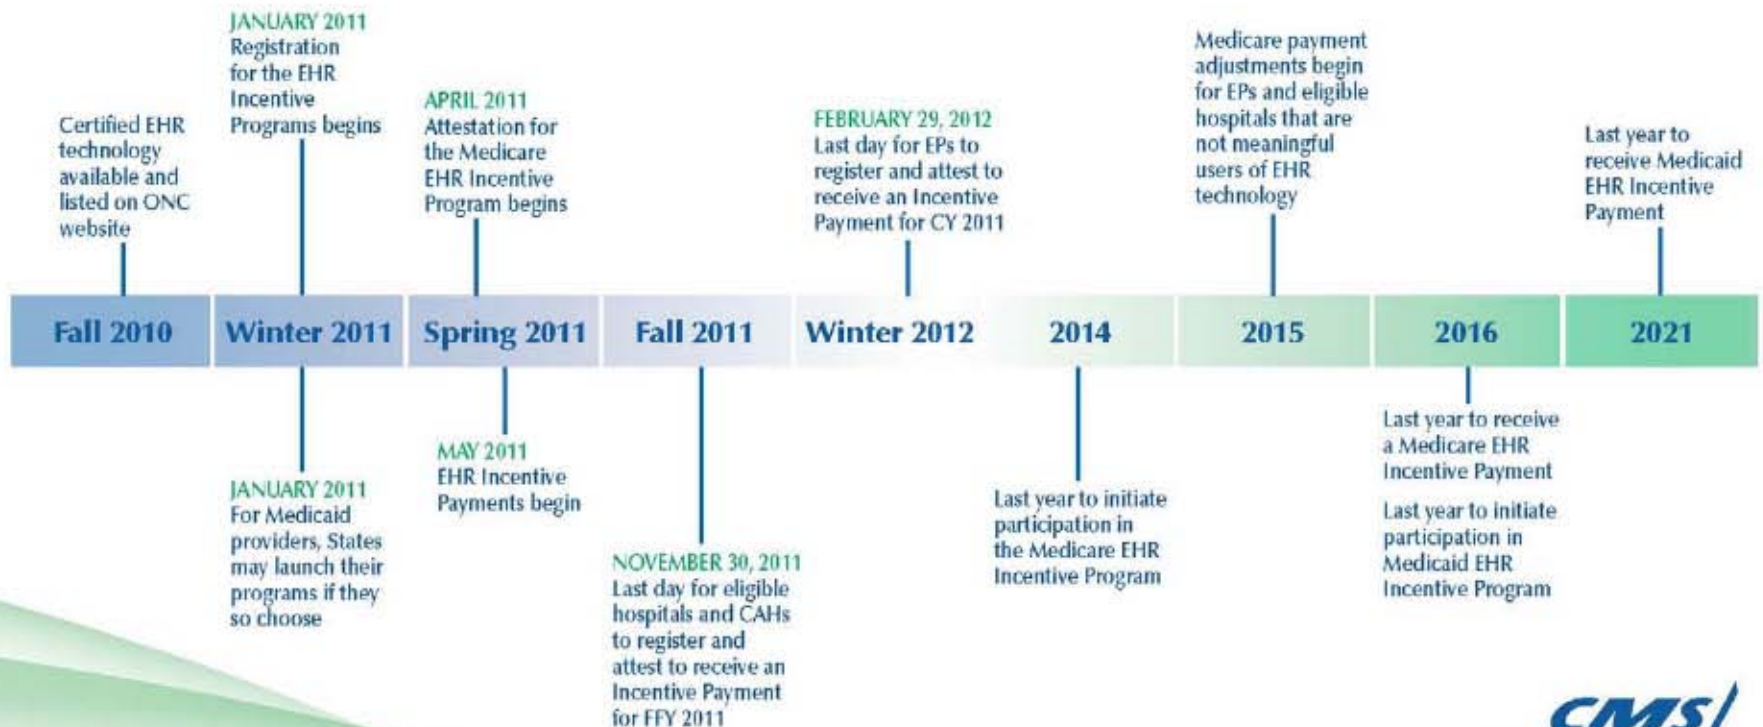 JANUARY 2011
Registration
for the EHR
Incentive
Programs begins
Certified EHR
technology
available and
listed on ONC
website
APRIL 2011
Attestation for
the Medicare
EHR Incentive
Program begins
FEBRUARY 29, 2012
Last day for EPs to
register and attest to
receive an Incentive
Payment for CY 2011
Medicare payment
adjustments begin
for EPs and eligible
hospitals that are
not meaningful
users of EHR
technology
Last year to
receive Medicaid
EHR Incentive
Payment
Fall 2010
Winter 2011
Spring 2011
Fall 2011
Winter 2012
2014
2015
2016
2021
JANUARY 2011
For Medicaid
providers, States
may launch their
programs if they
so choose
MAY 2011
EHR Incentive
Payments begin
NOVEMBER 30, 2011
Last day for eligible
hospitals and CAHs
to register and
attest to receive an
Incentive Payment
for FFY 2011
Last year to initiate
participation in
the Medicare EHR
Incentive Program
Last year to receive
a Medicare EHR
Incentive Payment
Last year to initiate
participation in
Medicaid EHR
Incentive Program
CMS